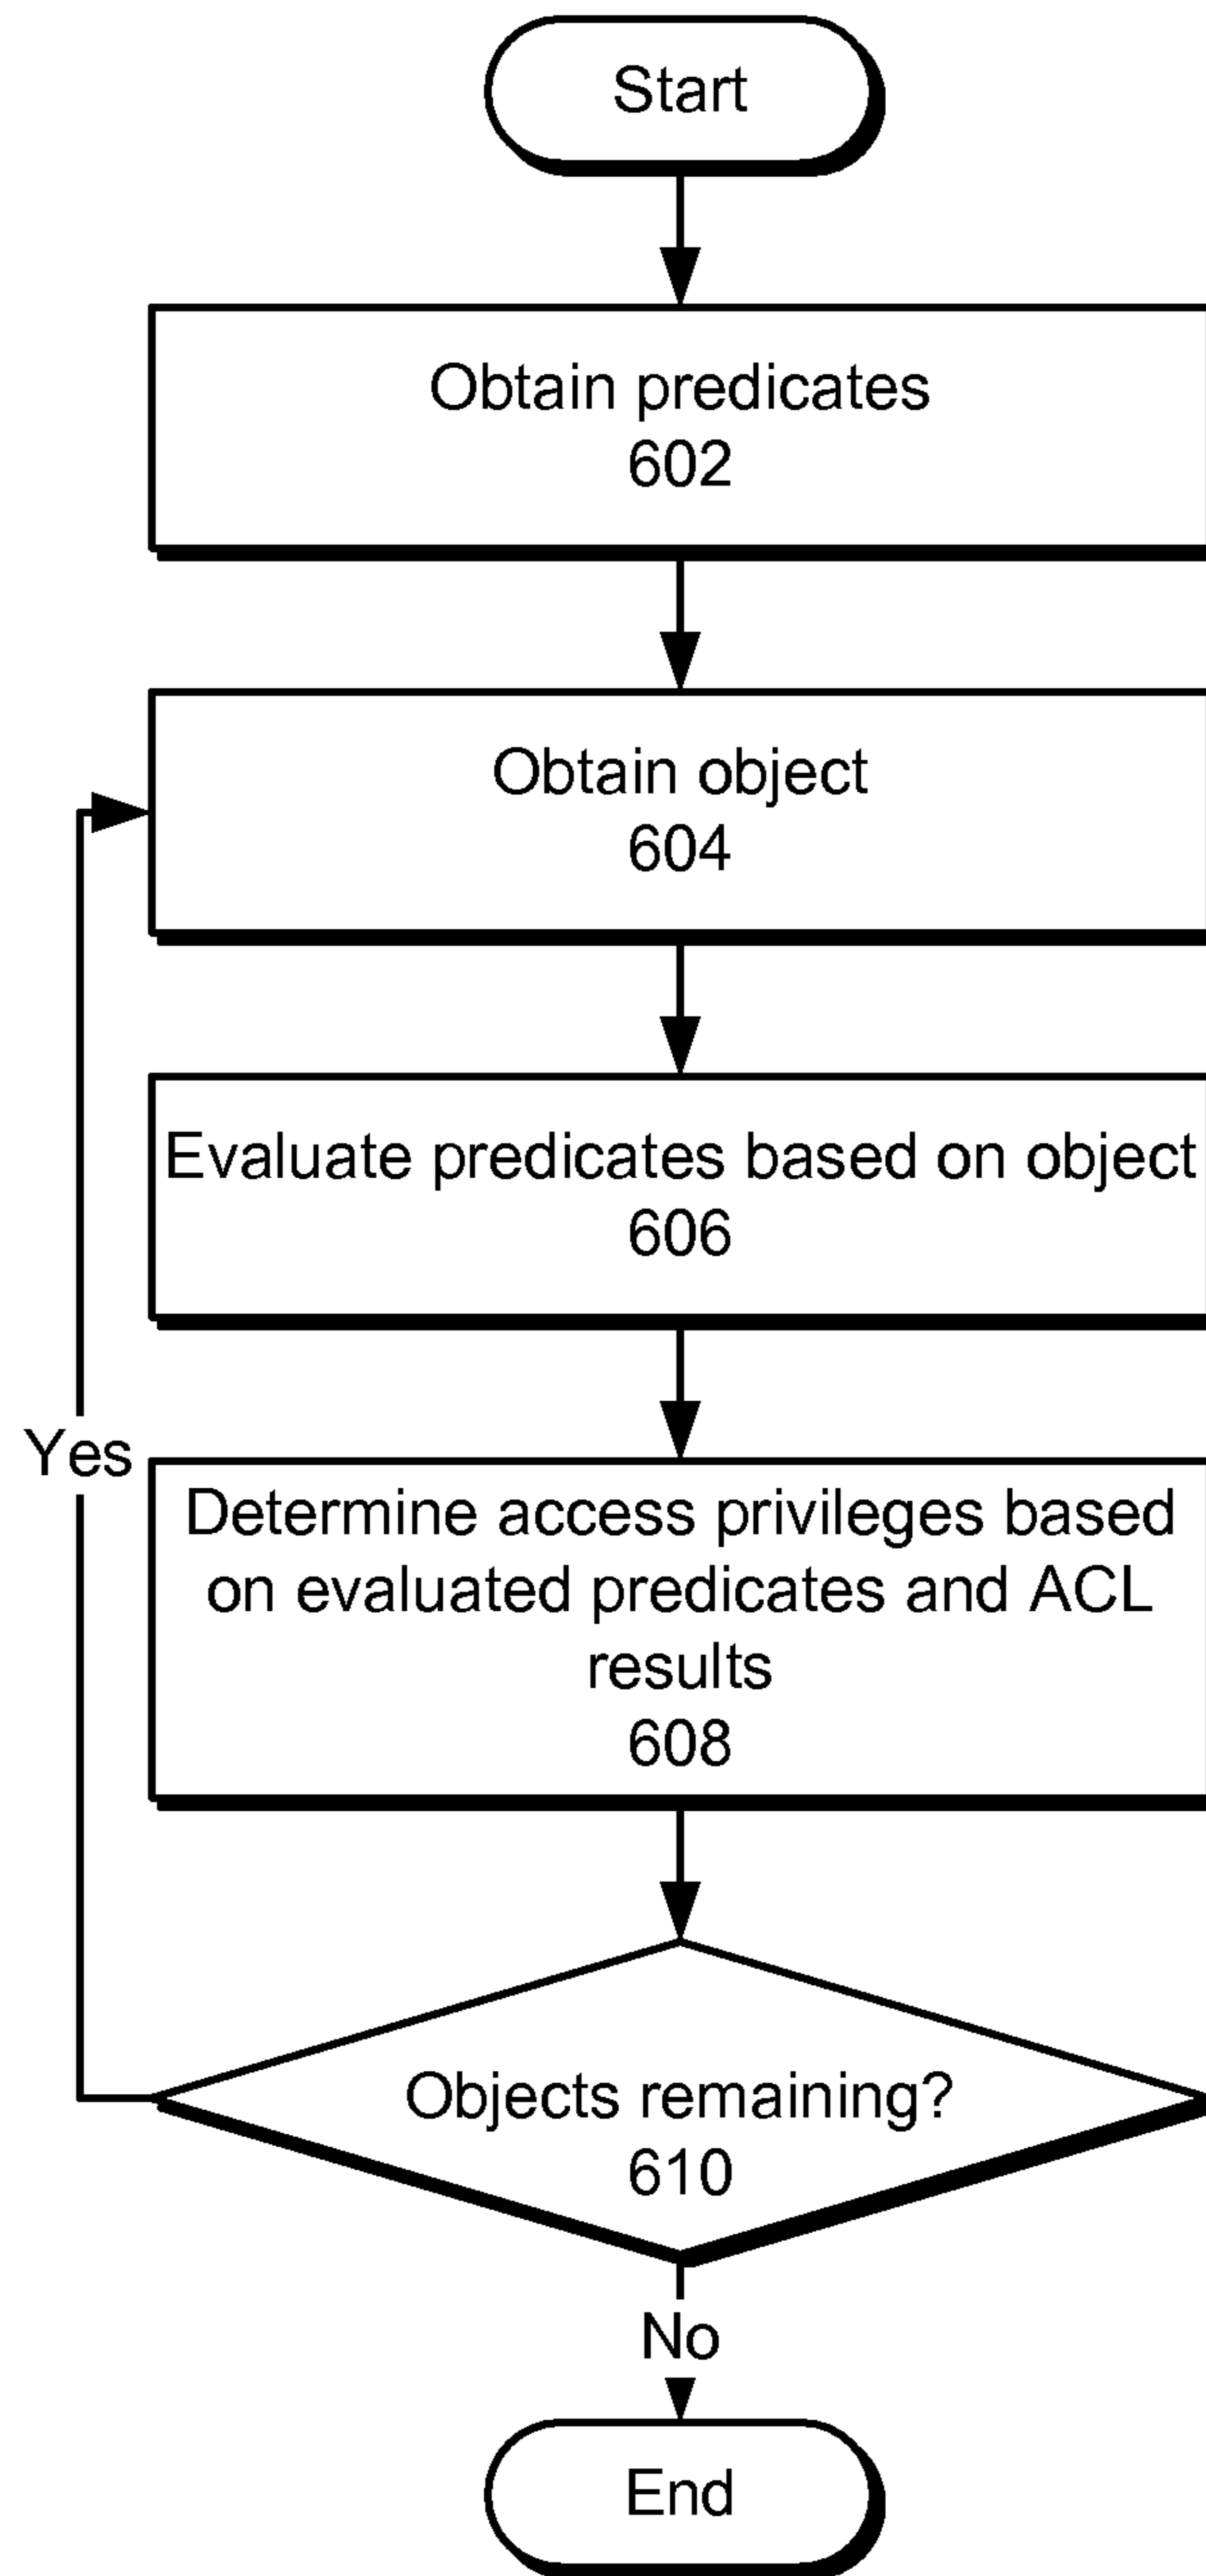 Start
Obtain predicates
602
Obtain object
604
Evaluate predicates based on object
606
Yes
Determine access privileges based
on evaluated predicates and ACL
results
608
Objects remaining?
610
No
End